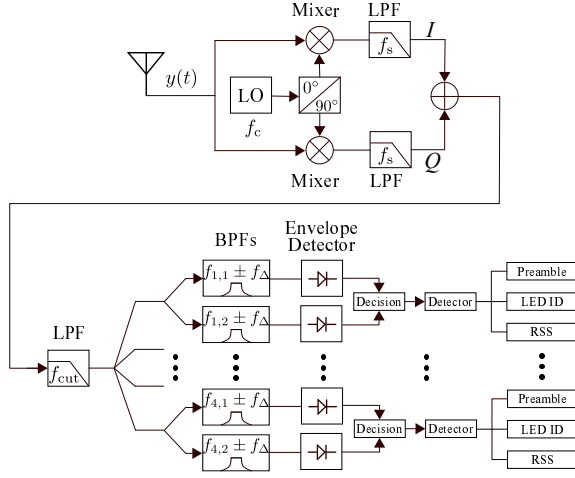 Mixer
LPF
y(t)
f_s
I
LO
0°
90°
f_c
f_s
Q
Mixer
LPF
BPFs
Envelope
Detector
LPF
f_cut
f_{1,1} ± f_Δ
f_{1,2} ± f_Δ
Decision
Detector
Preamble
LED ID
RSS
f_{4,1} ± f_Δ
f_{4,2} ± f_Δ
Decision
Detector
Preamble
LED ID
RSS